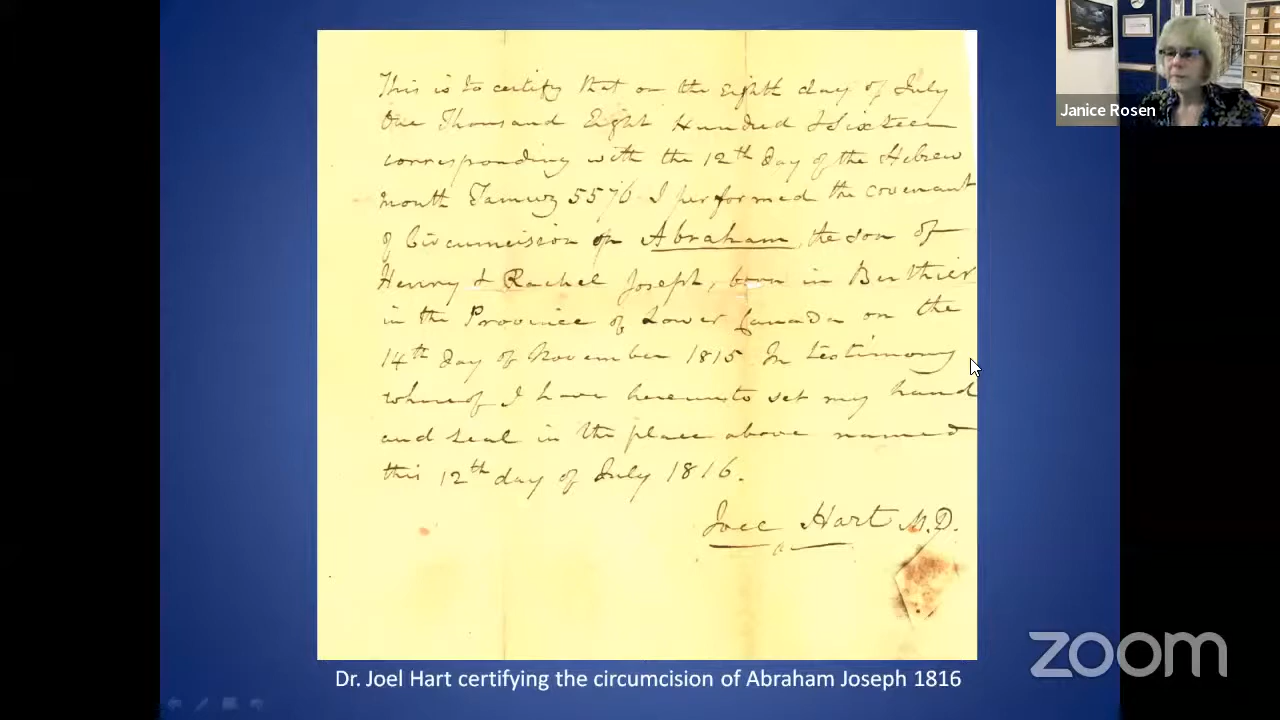 This is to certify that on the Eighth day of July
One Thousand Eight Hundred & Sixteen
corresponding with the 12th Day of the Hebrew
month Tamuz 5576 I performed the covenant
of Circumcision on Abraham, the son of
Henry & Rachel Joseph, born in Berthier
in the Province of Lower Canada on the
14th Day of November 1815 In testimony
whereof I have hereunto set my hand
and seal in the place above named
this 12th day of July 1816.
Joel Hart M.D.
Dr. Joel Hart certifying the circumcision of Abraham Joseph 1816
Janice Rosen
zoom